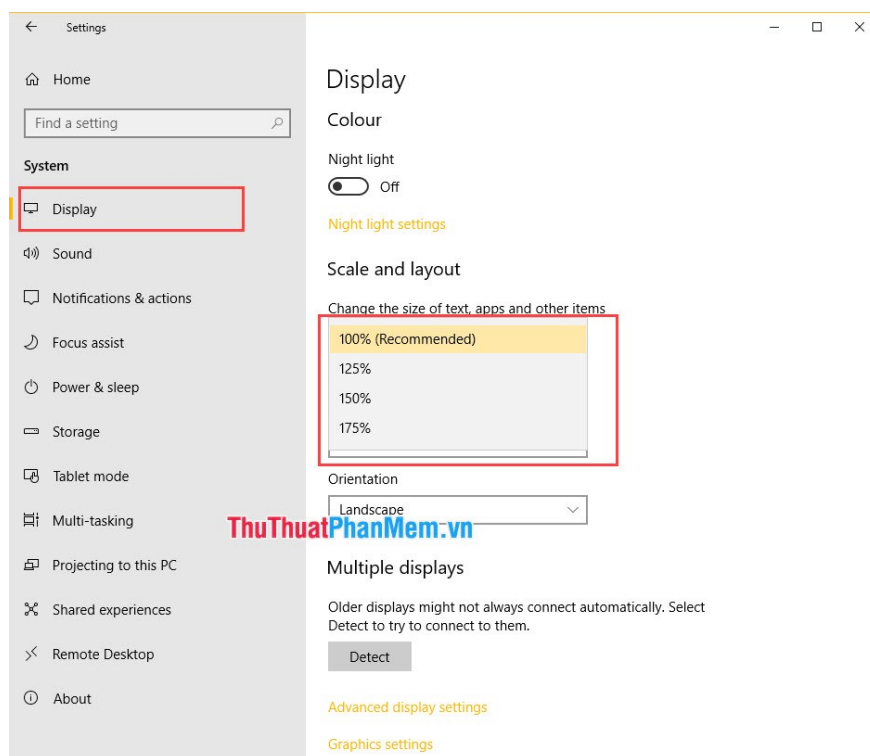 Settings
Home
Find a setting
System
Display
Sound
Notifications & actions
Focus assist
Power & sleep
Storage
Tablet mode
Multi-tasking
Projecting to this PC
Shared experiences
Remote Desktop
About
Display
Colour
Night light
Off
Night light settings
Scale and layout
Change the size of text, apps and other items
100% (Recommended)
125%
150%
175%
Orientation
Landscape
ThuThuatPhanMem.vn
Multiple displays
Older displays might not always connect automatically. Select
Detect to try to connect to them.
Detect
Advanced display settings
Graphics settings